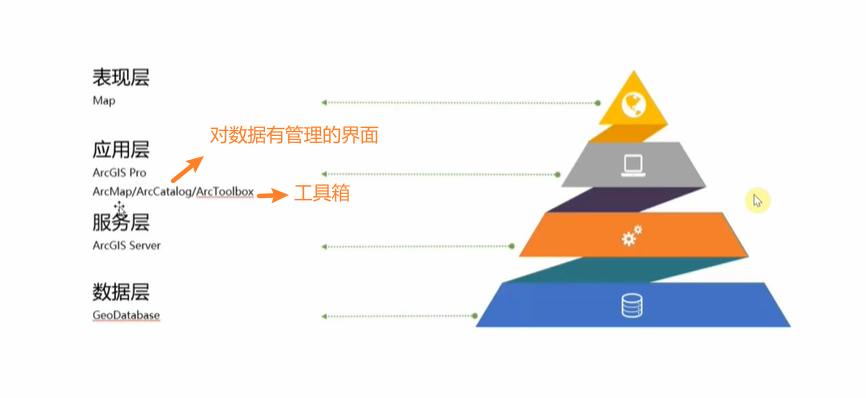 表现层
Map
对数据有管理的界面
应用层
ArcGIS Pro
ArcMap/ArcCatalog/ArcToolbox
工具箱
服务层
ArcGIS Server
数据层
GeoDatabase